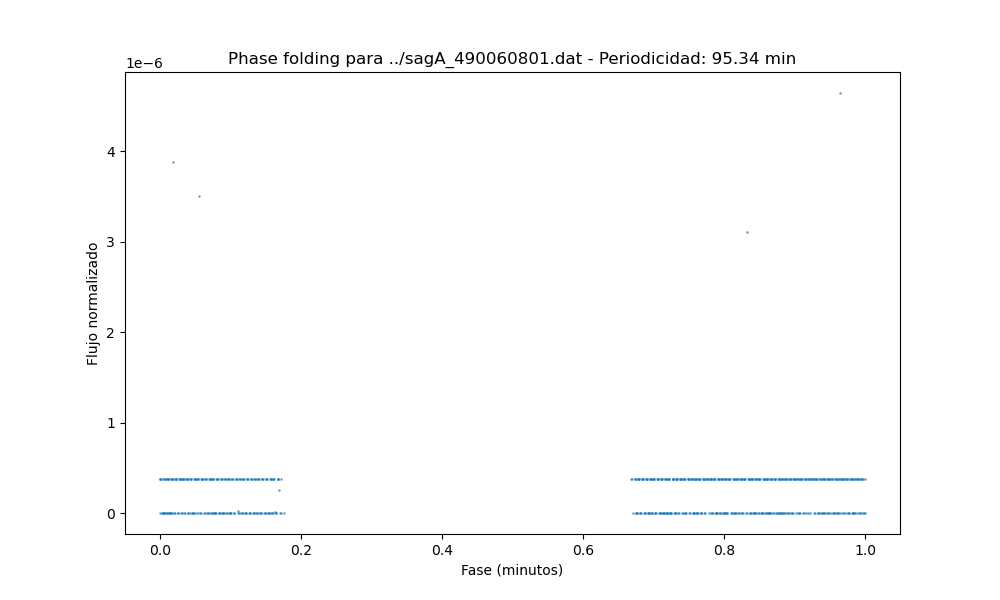 Phase folding para ../sagA_490060801.dat - Periodicidad: 95.34 min
1e−6
4
3
2
1
0
Flujo normalizado
0.0 0.2 0.4 0.6 0.8 1.0
Fase (minutos)